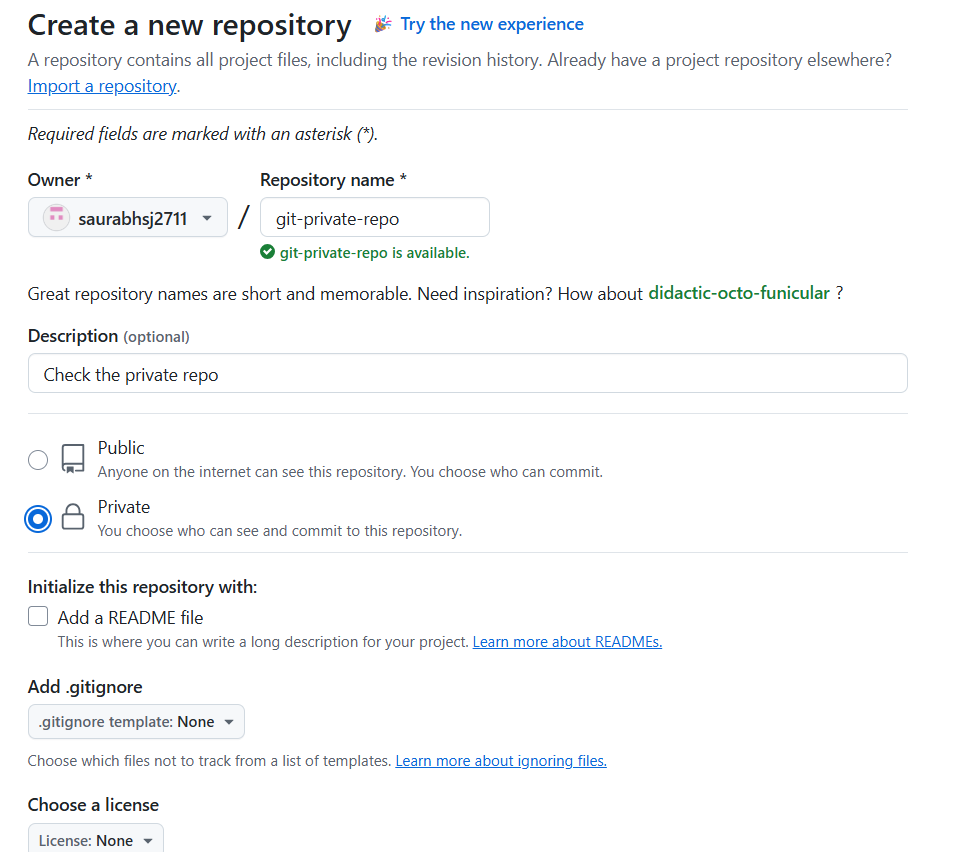 Create a new repository Try the new experience
A repository contains all project files, including the revision history. Already have a project repository elsewhere?
Import a repository.
Required fields are marked with an asterisk (*).
Owner * Repository name *
saurabhsj2711 / git-private-repo
git-private-repo is available.
Great repository names are short and memorable. Need inspiration? How about didactic-octo-funicular ?
Description (optional)
Check the private repo
Public
Anyone on the internet can see this repository. You choose who can commit.
Private
You choose who can see and commit to this repository.
Initialize this repository with:
Add a README file
This is where you can write a long description for your project. Learn more about READMEs.
Add .gitignore
.gitignore template: None
Choose which files not to track from a list of templates. Learn more about ignoring files.
Choose a license
License: None